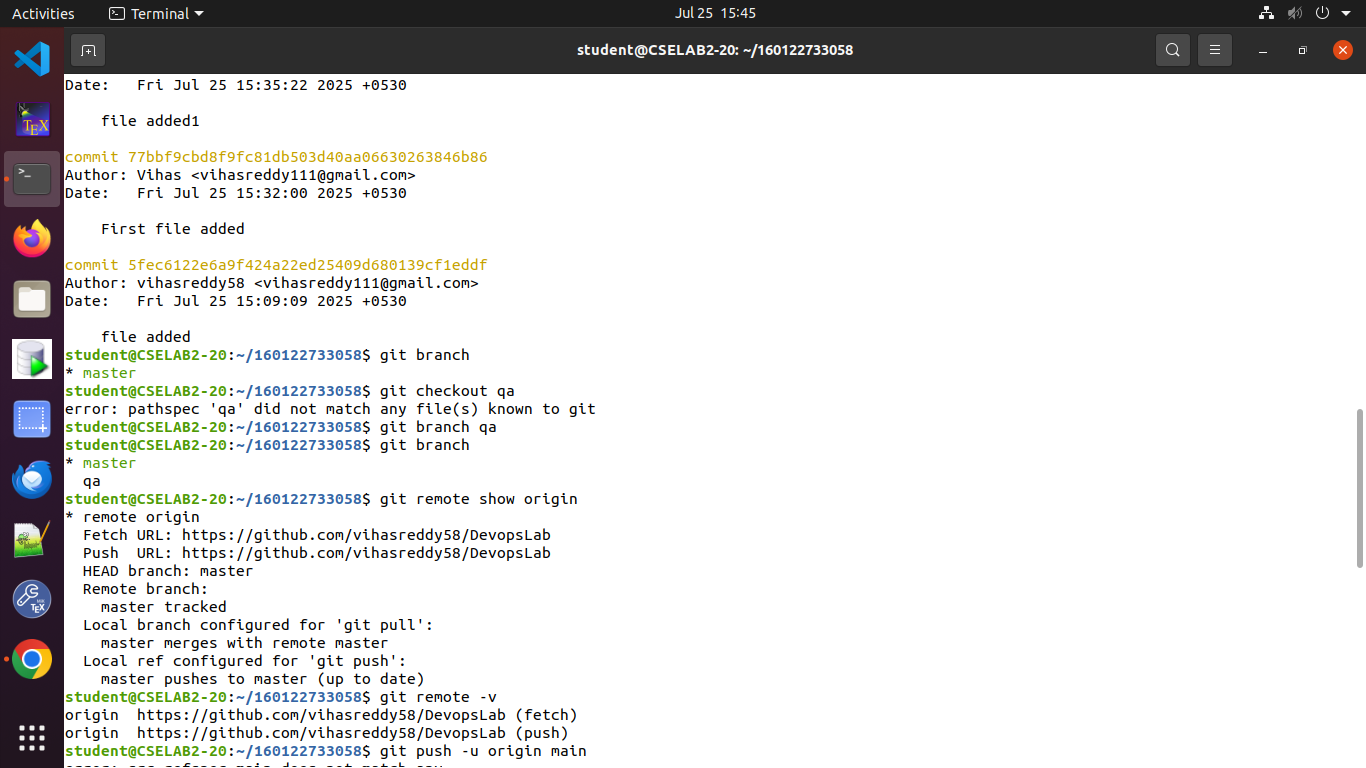 Activities
Terminal
Jul 25 15:45
student@CSELAB2-20: ~/160122733058
Date:   Fri Jul 25 15:35:22 2025 +0530
    file added1
commit 77bbf9cbd8f9fc81db503d40aa06630263846b86
Author: Vihas <vihasreddy111@gmail.com>
Date:   Fri Jul 25 15:32:00 2025 +0530
    First file added
commit 5fec6122e6a9f424a22ed25409d680139cf1eddf
Author: vihasreddy58 <vihasreddy111@gmail.com>
Date:   Fri Jul 25 15:09:09 2025 +0530
    file added
student@CSELAB2-20:~/160122733058$ git branch
* master
student@CSELAB2-20:~/160122733058$ git checkout qa
error: pathspec 'qa' did not match any file(s) known to git
student@CSELAB2-20:~/160122733058$ git branch qa
student@CSELAB2-20:~/160122733058$ git branch
* master
  qa
student@CSELAB2-20:~/160122733058$ git remote show origin
* remote origin
  Fetch URL: https://github.com/vihasreddy58/DevopsLab
  Push  URL: https://github.com/vihasreddy58/DevopsLab
  HEAD branch: master
  Remote branch:
    master tracked
  Local branch configured for 'git pull':
    master merges with remote master
  Local ref configured for 'git push':
    master pushes to master (up to date)
student@CSELAB2-20:~/160122733058$ git remote -v
origin  https://github.com/vihasreddy58/DevopsLab (fetch)
origin  https://github.com/vihasreddy58/DevopsLab (push)
student@CSELAB2-20:~/160122733058$ git push -u origin main